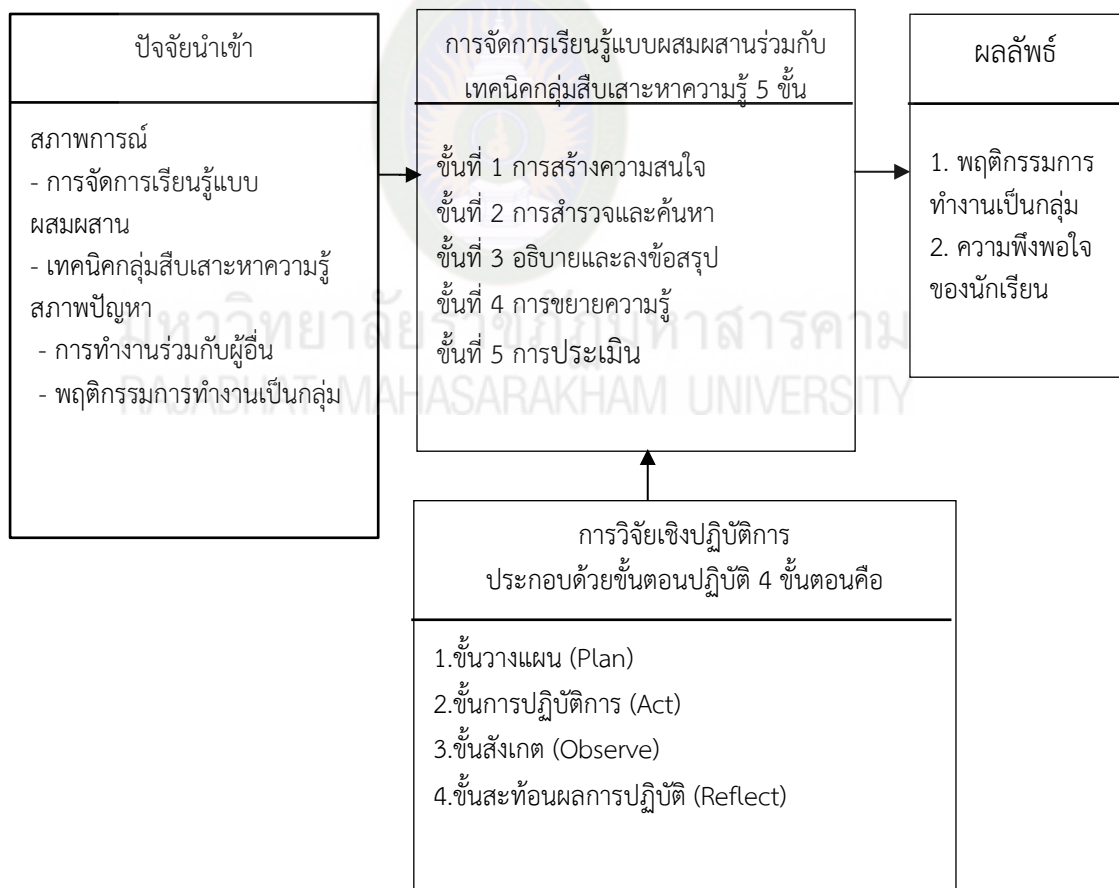 ปัจจัยนำเข้า
สภาพการณ์
- การจัดการเรียนรู้แบบ
ผสมผสาน
- เทคนิคกลุ่มสืบเสาะหาความรู้
สภาพปัญหา
- การทำงานร่วมกับผู้อื่น
- พฤติกรรมการทำงานเป็นกลุ่ม
การจัดการเรียนรู้แบบผสมผสานร่วมกับ
เทคนิคกลุ่มสืบเสาะหาความรู้ 5 ขั้น
ขั้นที่ 1 การสร้างความสนใจ
ขั้นที่ 2 การสำรวจและค้นหา
ขั้นที่ 3 อธิบายและลงข้อสรุป
ขั้นที่ 4 การขยายความรู้
ขั้นที่ 5 การประเมิน
ผลลัพธ์
1. พฤติกรรมการ
ทำงานเป็นกลุ่ม
2. ความพึงพอใจ
ของนักเรียน
มหาวิทยาลัยราชภัฏมหาสารคาม
RAJABHAT MAHASARAKHAM UNIVERSITY
การวิจัยเชิงปฏิบัติการ
ประกอบด้วยขั้นตอนปฏิบัติ 4 ขั้นตอนคือ
1.ขั้นวางแผน (Plan)
2.ขั้นการปฏิบัติการ (Act)
3.ขั้นสังเกต (Observe)
4.ขั้นสะท้อนผลการปฏิบัติ (Reflect)